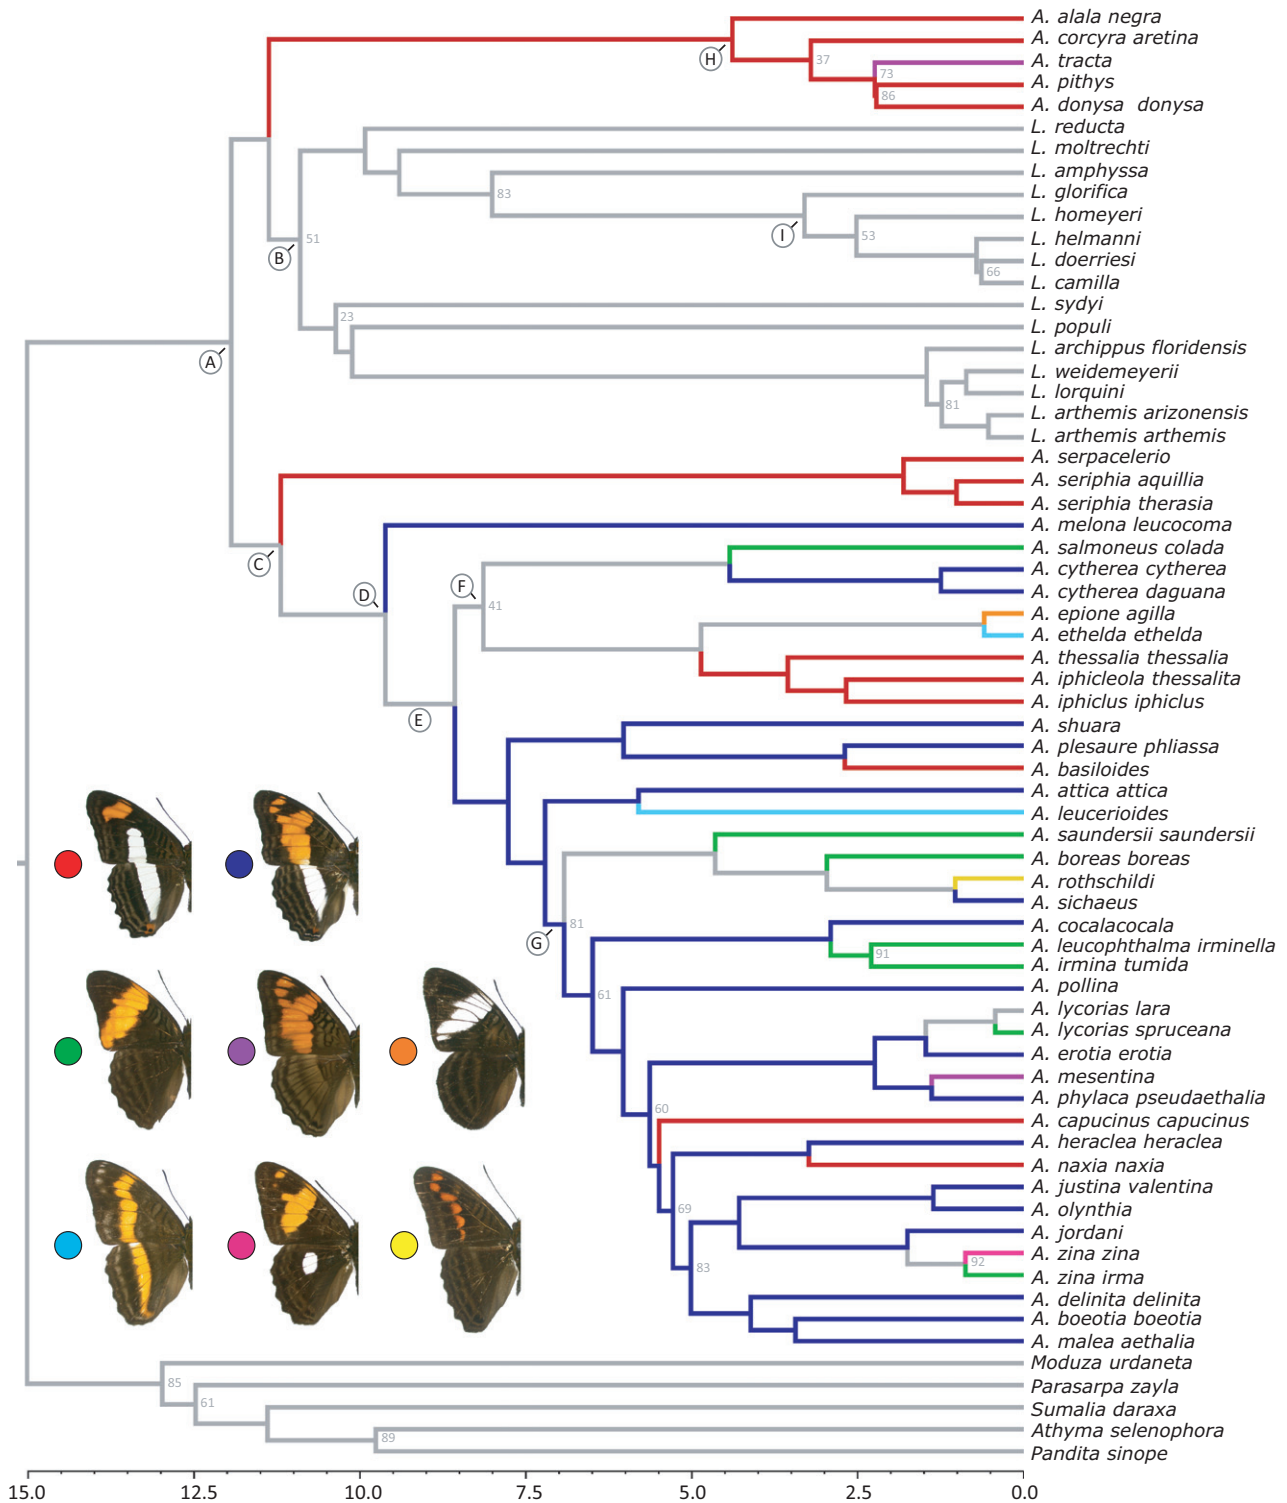 A. alala negra
H
A. corcyra aretina
37
A. tracta
73
A. pithys
86
A. donysa donysa
L. reducta
L. moltrechti
L. amphyssa
83
L. glorifica
I
L. homeyeri
53
B
51
L. helmanni
L. doerriesi
66
L. camilla
L. sydyi
23
L. populi
A
L. archippus floridensis
L. weidemeyerii
L. lorquini
81
L. arthemis arizonensis
L. arthemis arthemis
A. serpacelerio
A. seriphia aquillia
A. seriphia therasia
A. melona leucocoma
C
A. salmoneus colada
A. cytherea cytherea
D
F
A. cytherea daguana
41
A. epione agilla
A. ethelda ethelda
A. thessalia thessalia
A. iphicleola thessalita
A. iphiclus iphiclus
E
A. shuara
A. plesaure phliassa
A. basiloides
A. attica attica
A. leucerioides
A. saundersii saundersii
A. boreas boreas
A. rothschildi
A. sichaeus
G
81
A. cocalacocala
A. leucophthalma irminella
91
A. irmina tumida
61
A. pollina
A. lycorias lara
A. lycorias spruceana
A. erotia erotia
A. mesentina
A. phylaca pseudaethalia
60
A. capucinus capucinus
A. heraclea heraclea
A. naxia naxia
A. justina valentina
69
A. olynthia
A. jordani
A. zina zina
92
83
A. zina irma
A. delinita delinita
A. boeotia boeotia
A. malea aethalia
Moduza urdaneta
85
Parasarpa zayla
61
Sumalia daraxa
Athyma selenophora
89
Pandita sinope
15.0 12.5 10.0 7.5 5.0 2.5 0.0